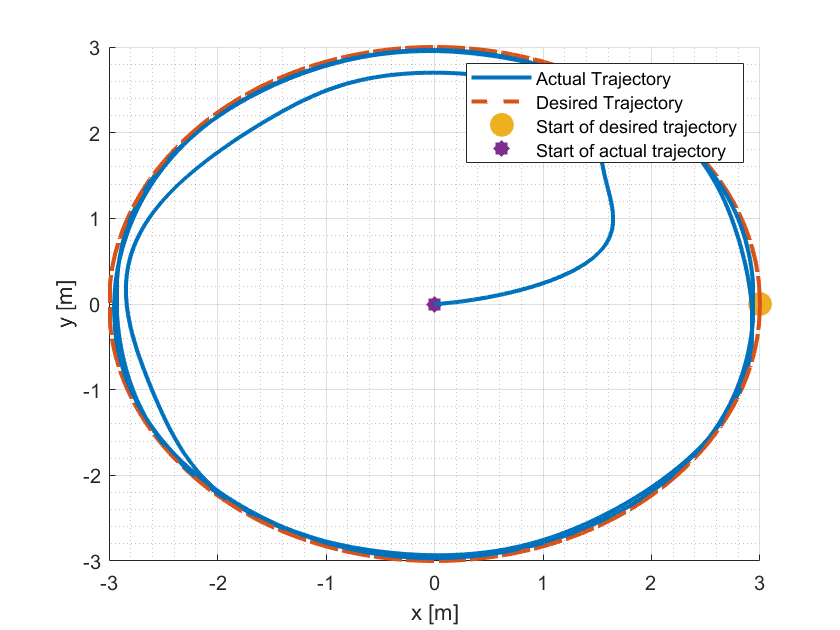 3
Actual Trajectory
Desired Trajectory
Start of desired trajectory
Start of actual trajectory
2
1
0
-1
-2
-3
y [m]
-3 -2 -1 0 1 2 3
x [m]